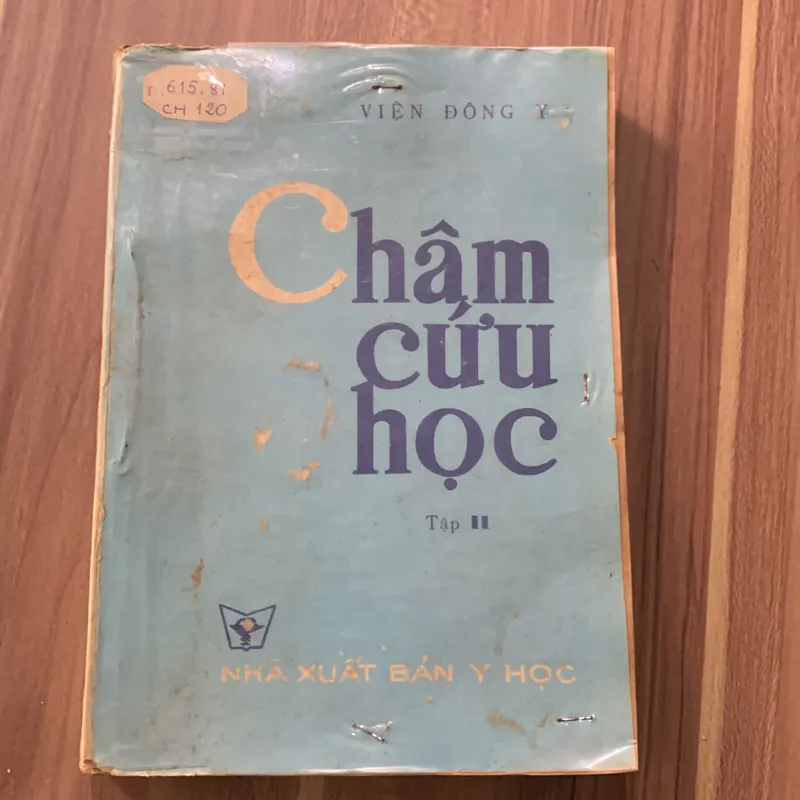 615.81
CH 120
VIỆN ĐÔNG Y
Châm
cứu
học
Tập II
NHÀ XUẤT BẢN Y HỌC